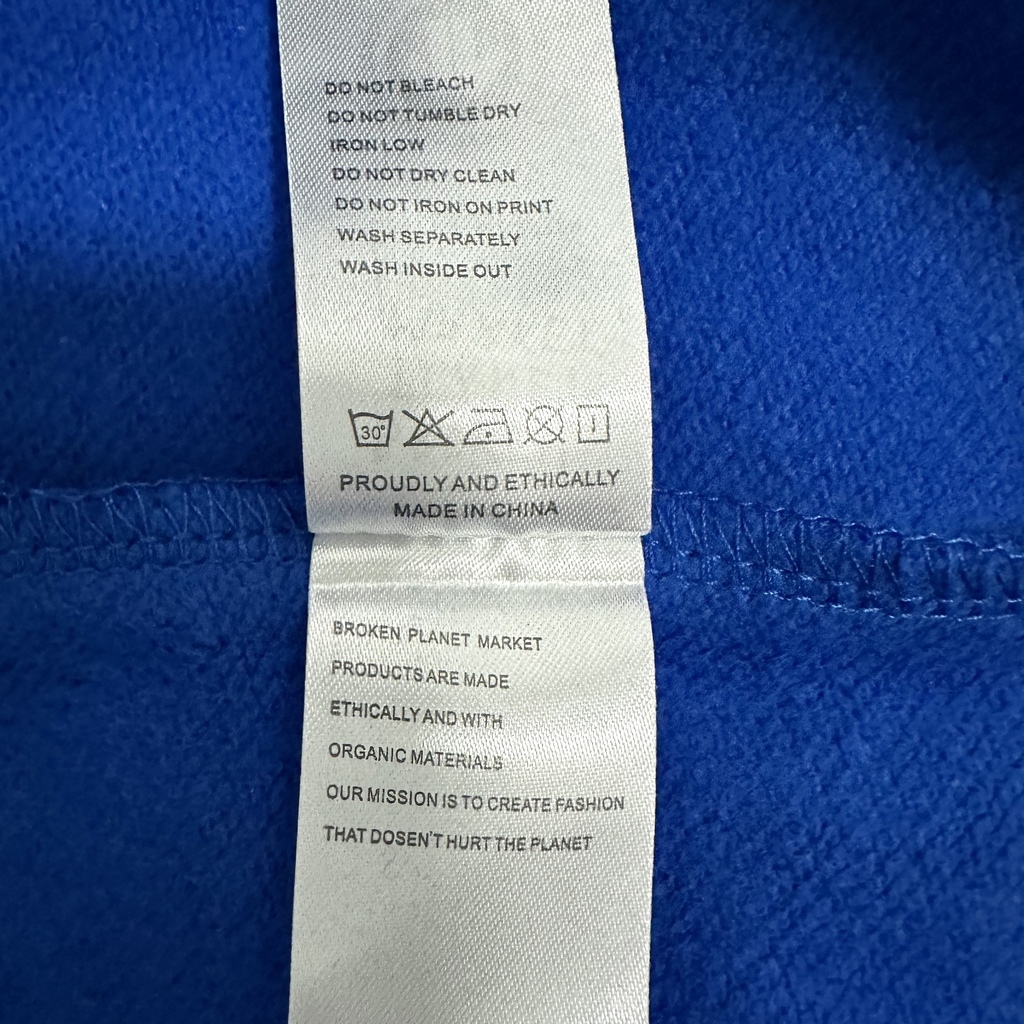 DO NOT BLEACH
DO NOT TUMBLE DRY
IRON LOW
DO NOT DRY CLEAN
DO NOT IRON ON PRINT
WASH SEPARATELY
WASH INSIDE OUT
30°
PROUDLY AND ETHICALLY
MADE IN CHINA
BROKEN PLANET MARKET
PRODUCTS ARE MADE
ETHICALLY AND WITH
ORGANIC MATERIALS
OUR MISSION IS TO CREATE FASHION
THAT DOSEN'T HURT THE PLANET